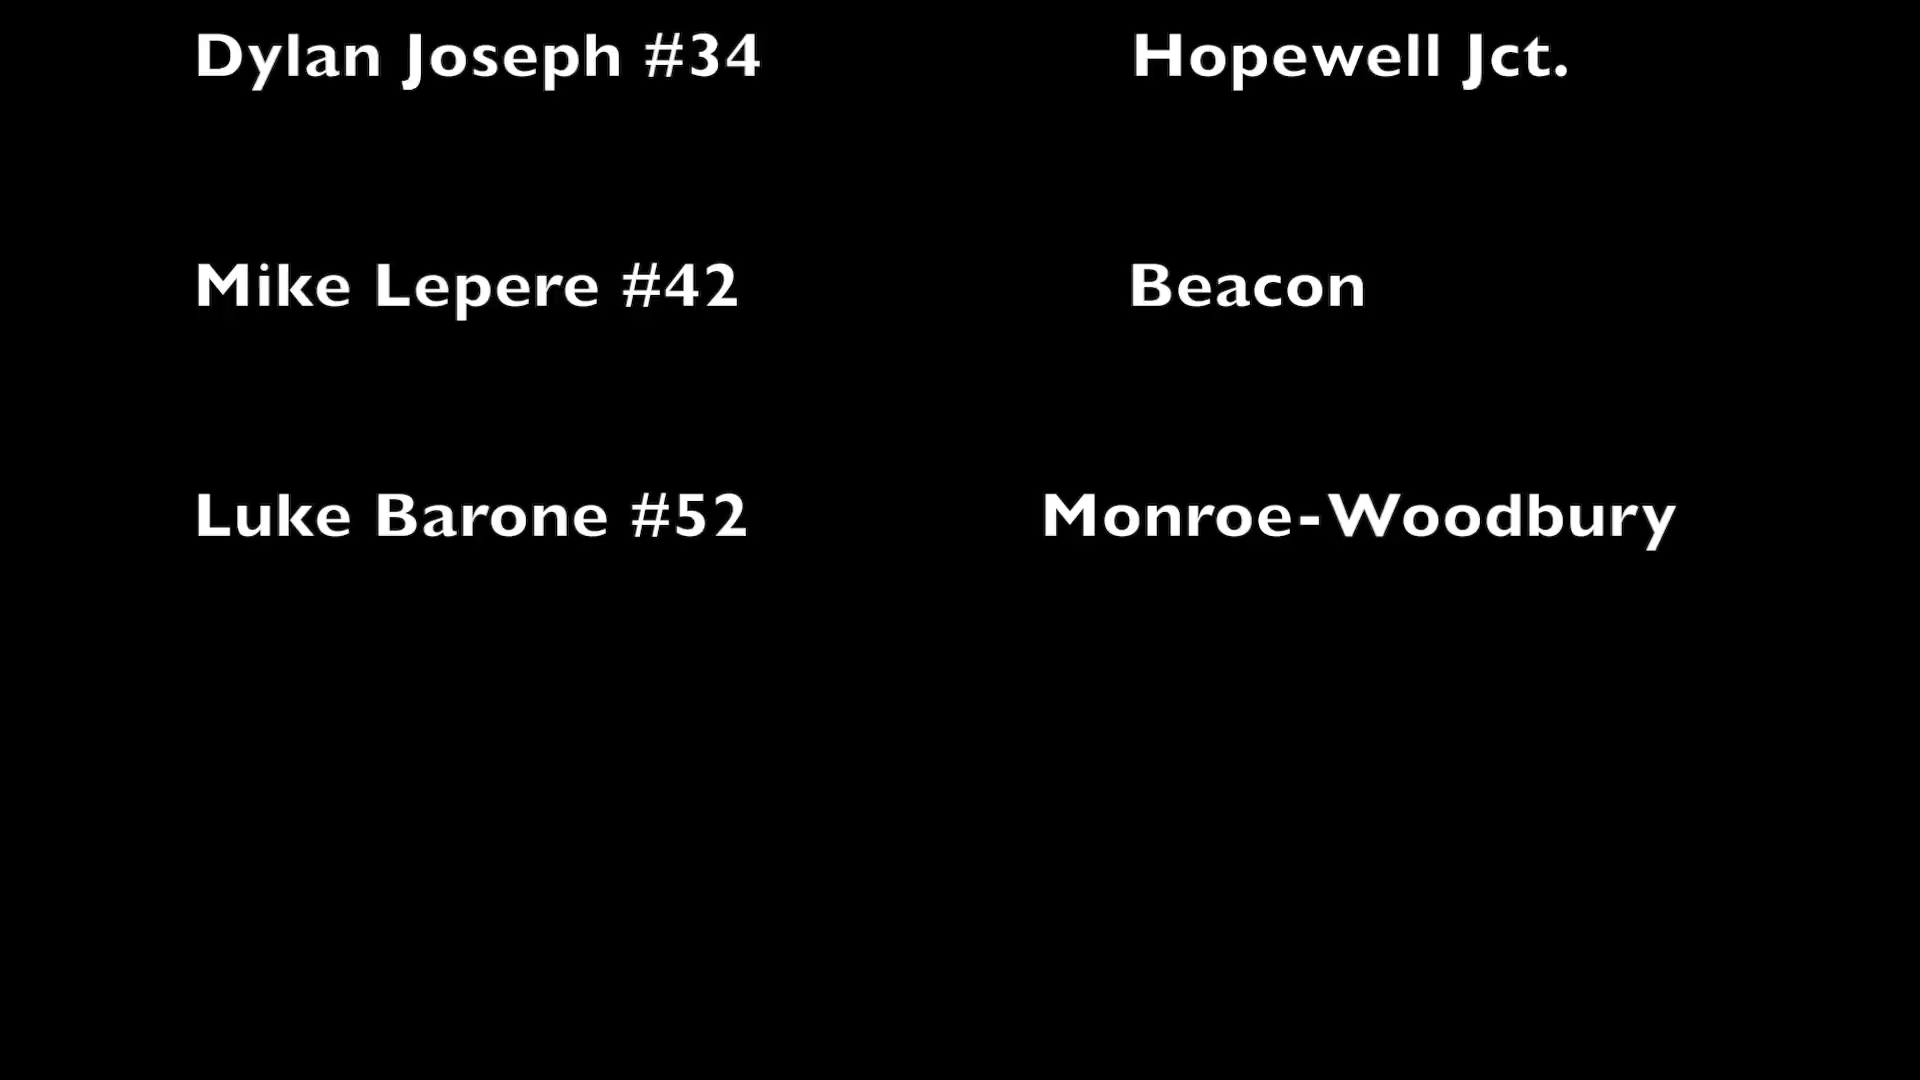 Dylan Joseph #34 Hopewell Jct.
Mike Lepere #42 Beacon
Luke Barone #52 Monroe-Woodbury